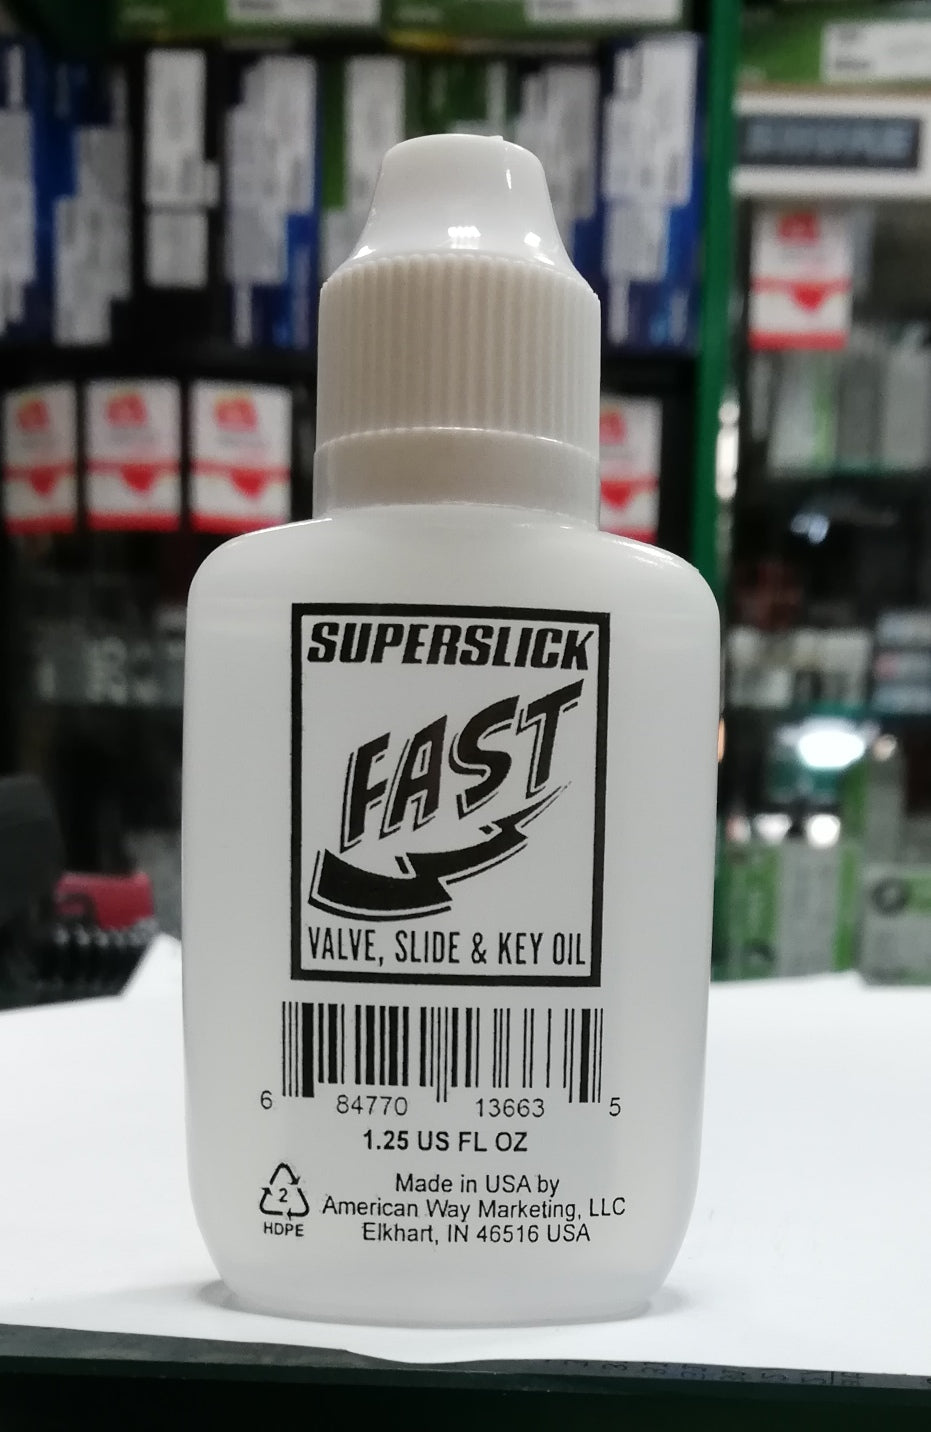 SUPERSLICK
FAST
VALVE, SLIDE & KEY OIL
6 84770 13663 5
1.25 US FL OZ
2
HDPE
Made in USA by
American Way Marketing, LLC
Elkhart, IN 46516 USA